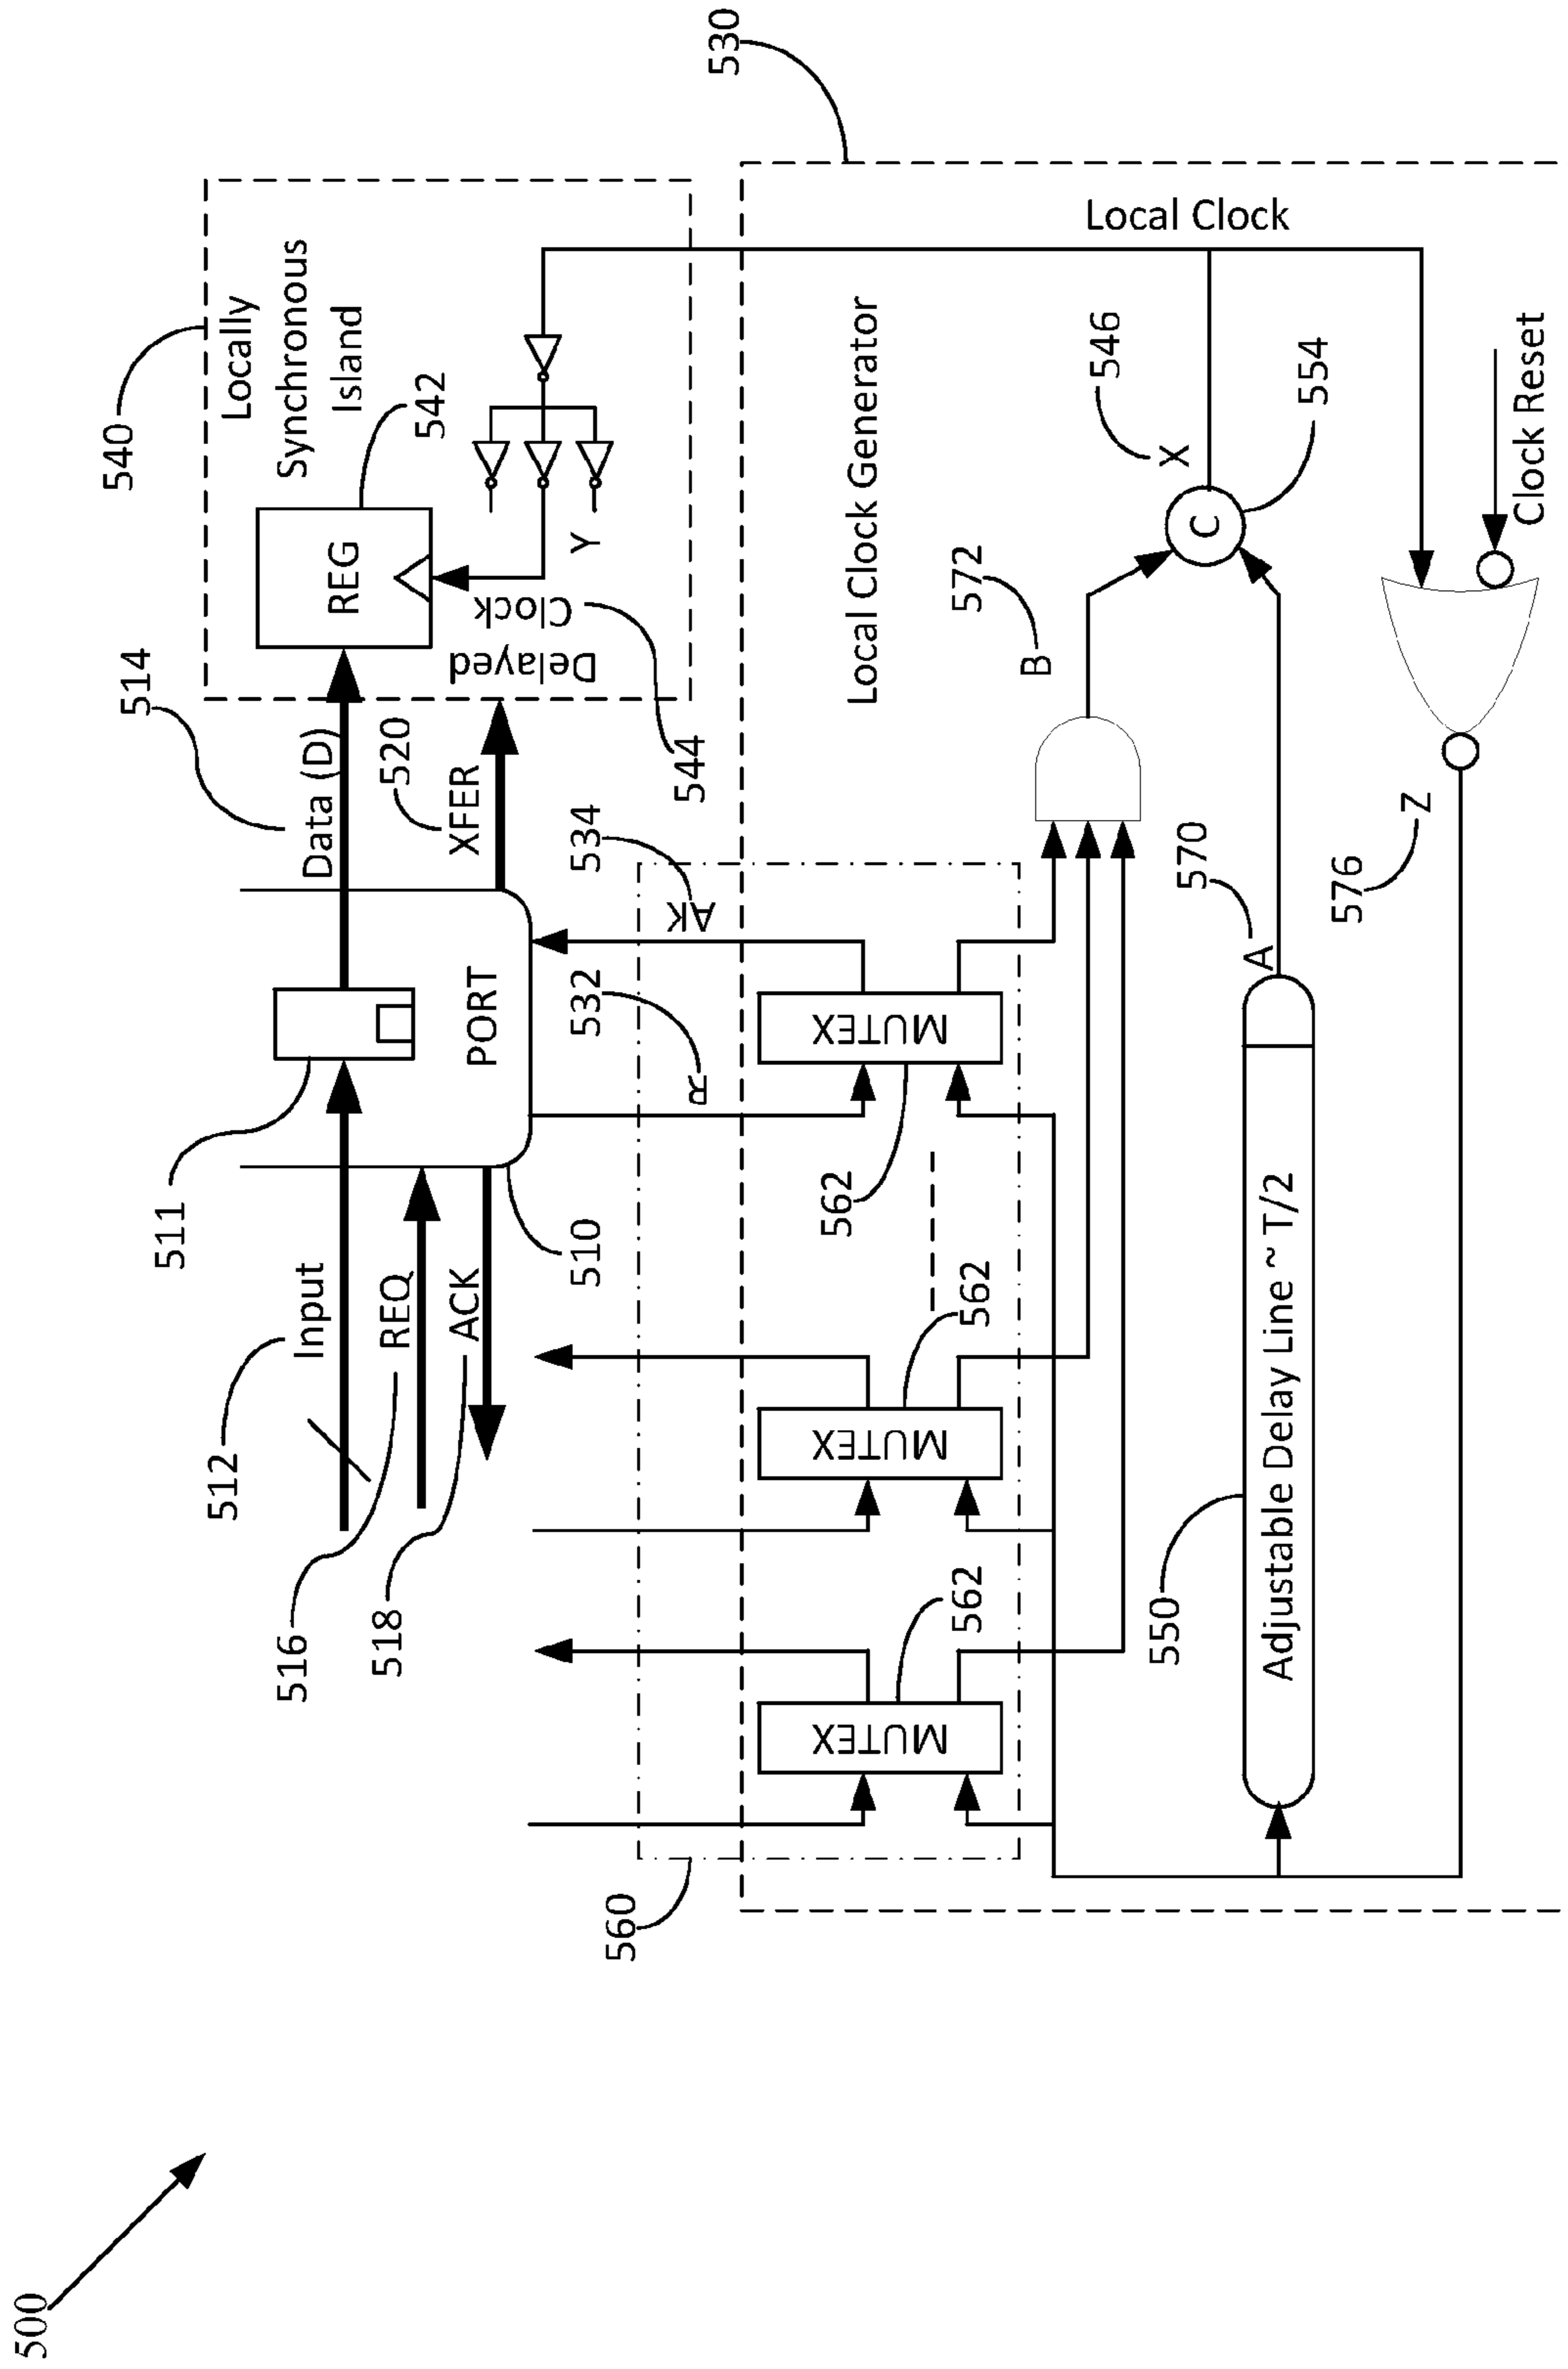 500
530
540
Locally
Synchronous
Island
542
REG
Delayed
Clock
Y
544
514
Data (D)
520
XFER
511
PORT
512
Input
516
REQ
518
ACK
510
532
R
534
AK
560
MUTEX
562
MUTEX
562
MUTEX
562
Local Clock Generator
Local Clock
572
B
546
X
C
554
570
A
550
Adjustable Delay Line ~ T/2
576
Z
Clock Reset